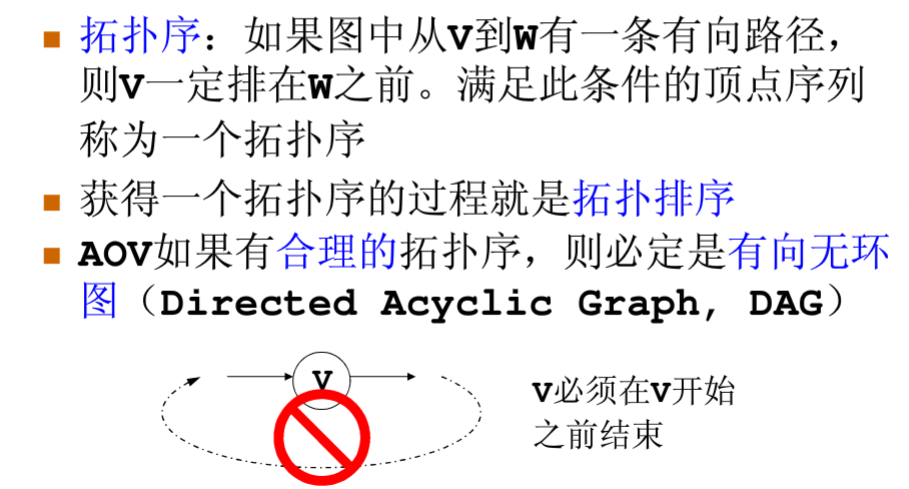 拓扑序：如果图中从V到W有一条有向路径，
则V一定排在W之前。满足此条件的顶点序列
称为一个拓扑序
获得一个拓扑序的过程就是拓扑排序
AOV如果有合理的拓扑序，则必定是有向无环
图（Directed Acyclic Graph, DAG）
V
V必须在V开始
之前结束